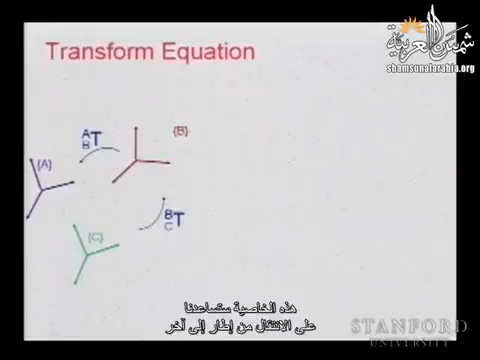 شمس العربية
shamsunalarabia.org
Transform Equation
{A}
A
B T
{B}
B
C T
{C}
هذه الخاصية ستساعدنا
على الانتقال من إطار إلى آخر
STANFORD
UNIVERSITY